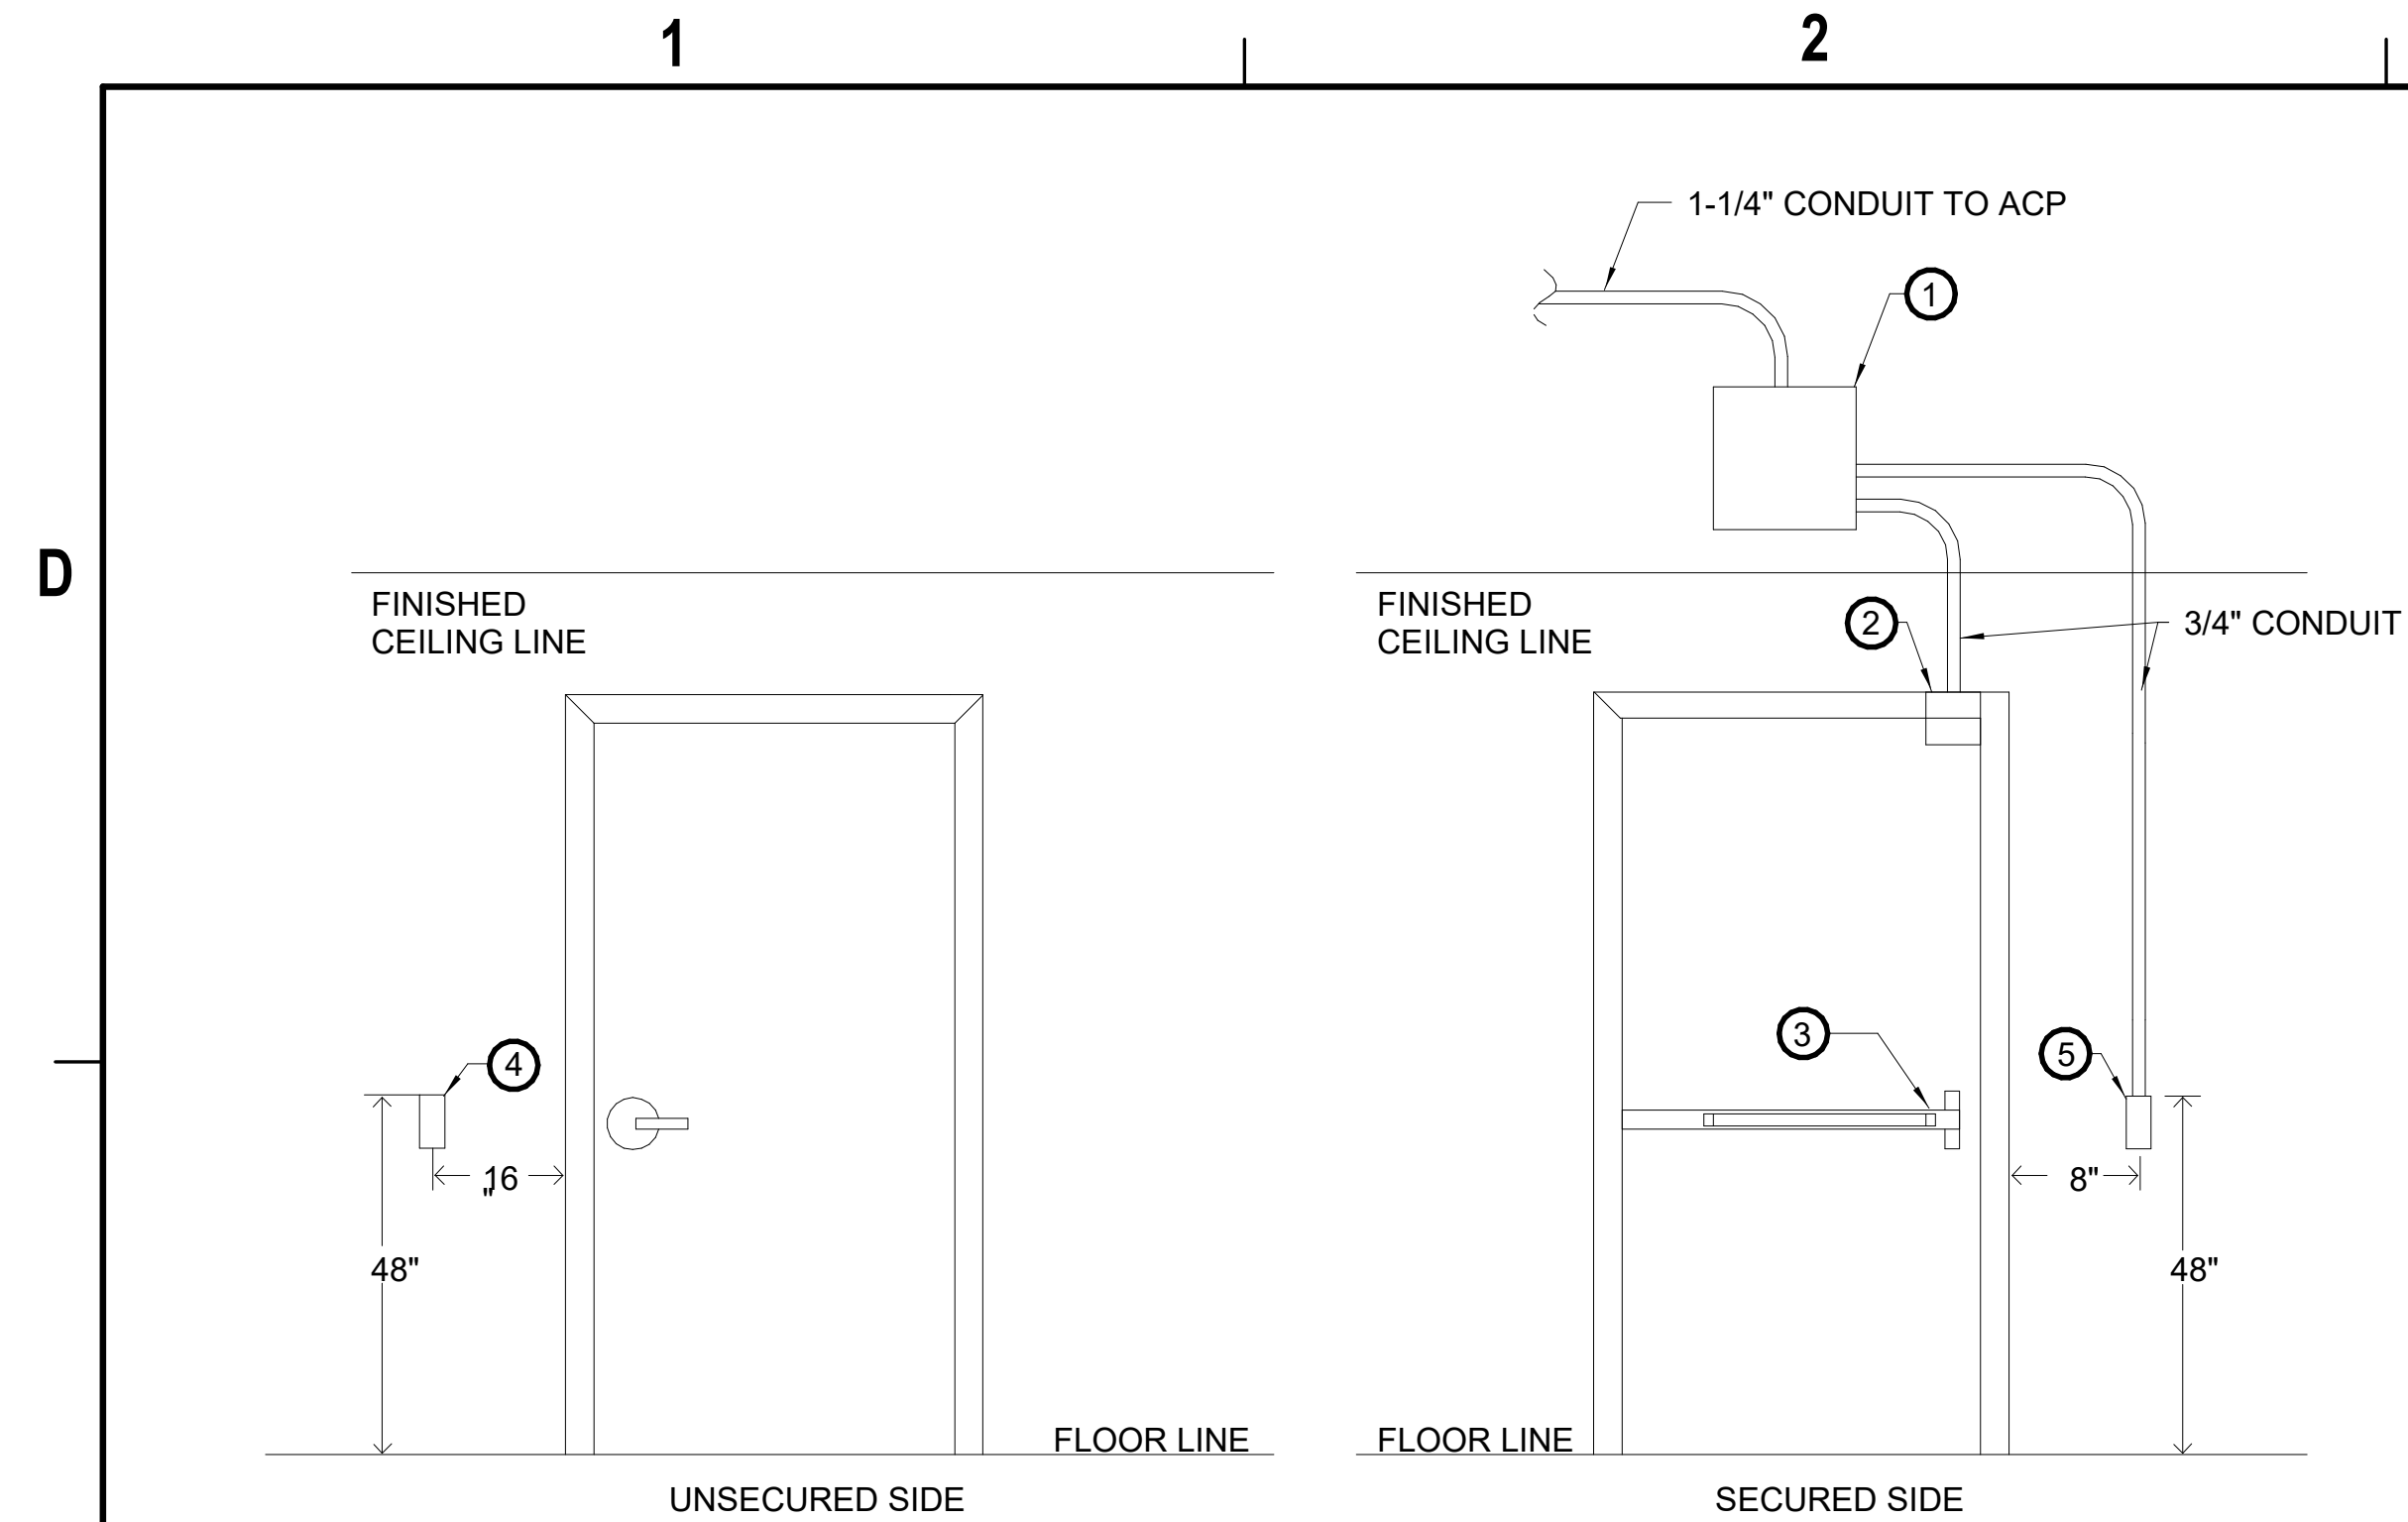 1
2
1-1/4" CONDUIT TO ACP
1
D
FINISHED
CEILING LINE
FINISHED
CEILING LINE
2
3/4" CONDUIT
3
4
5
16
"
8"
48"
48"
FLOOR LINE
FLOOR LINE
UNSECURED SIDE
SECURED SIDE